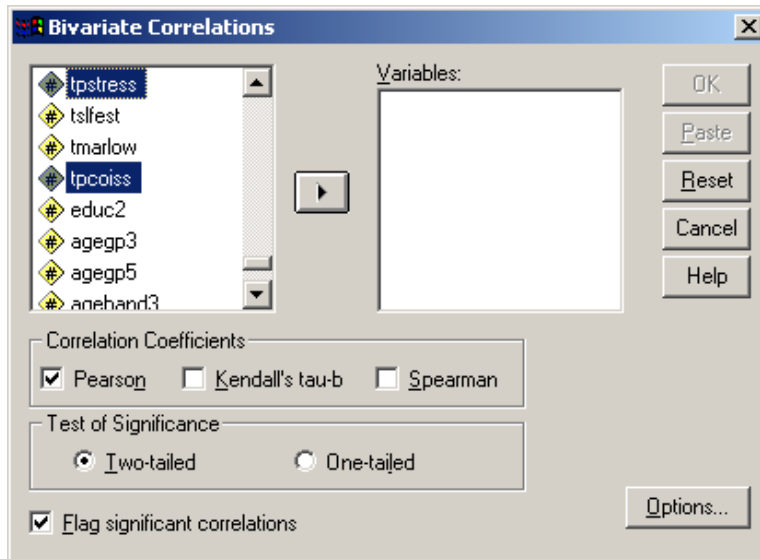 Bivariate Correlations
tpstress
tslfest
tmarlow
tpcoiss
educ2
agegp3
agegp5
ageband3
Variables:
OK
Paste
Reset
Cancel
Help
Correlation Coefficients
Pearson Kendall's tau-b Spearman
Test of Significance
Two-tailed One-tailed
Flag significant correlations
Options...